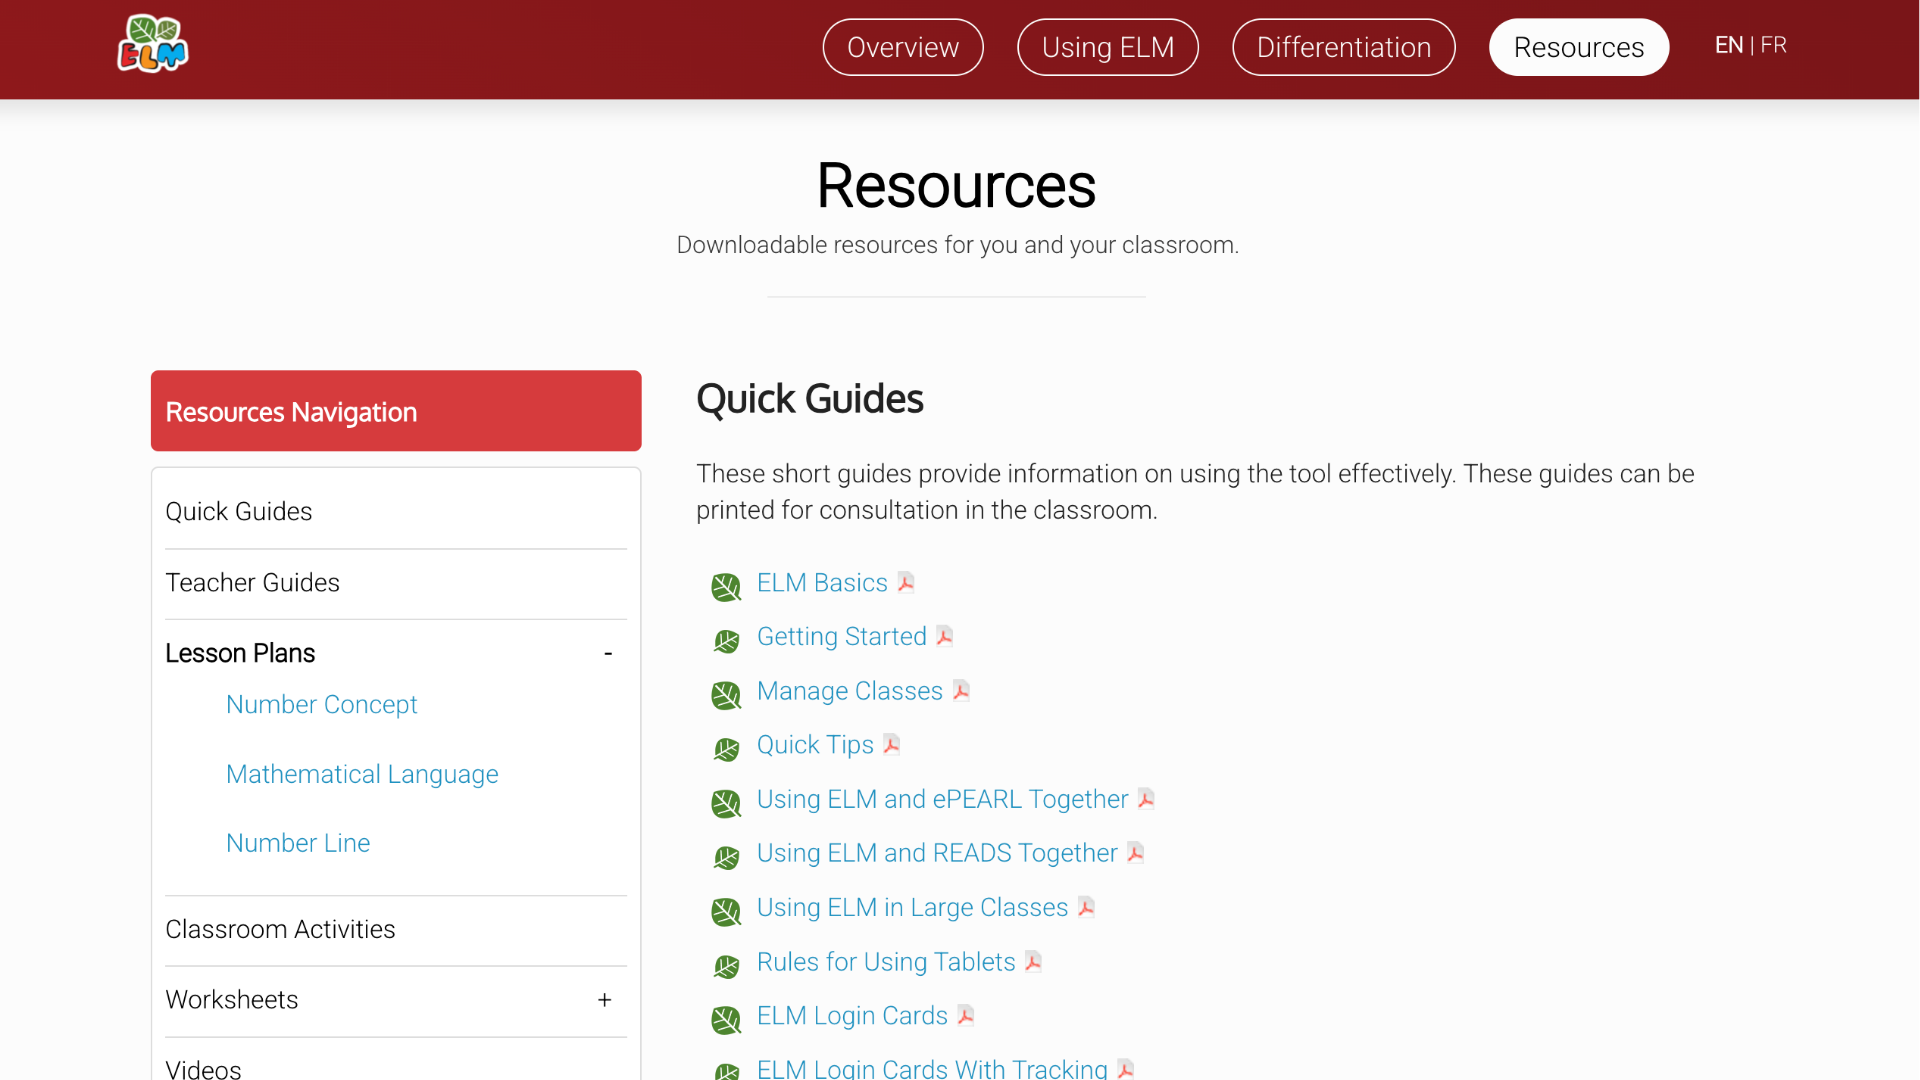 ELM
Overview
Using ELM
Differentiation
Resources
EN | FR
Resources
Downloadable resources for you and your classroom.
Resources Navigation
Quick Guides
Teacher Guides
Lesson Plans -
Number Concept
Mathematical Language
Number Line
Classroom Activities
Worksheets +
Videos
Quick Guides
These short guides provide information on using the tool effectively. These guides can be
printed for consultation in the classroom.
ELM Basics
Getting Started
Manage Classes
Quick Tips
Using ELM and ePEARL Together
Using ELM and READS Together
Using ELM in Large Classes
Rules for Using Tablets
ELM Login Cards
ELM Login Cards With Tracking